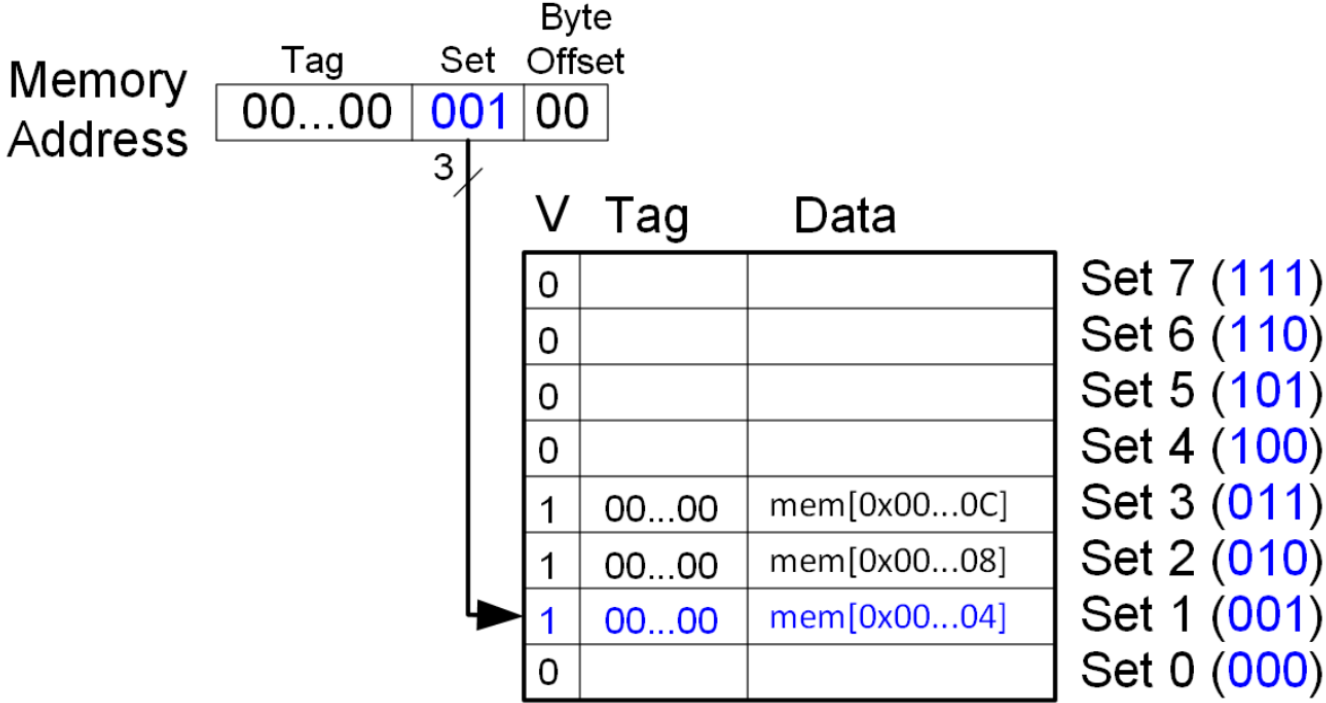 Byte
Tag Set Offset
Memory Address
00...00 001 00
3
V Tag Data
0 Set 7 (111)
0 Set 6 (110)
0 Set 5 (101)
0 Set 4 (100)
1 00...00 mem[0x00...0C] Set 3 (011)
1 00...00 mem[0x00...08] Set 2 (010)
1 00...00 mem[0x00...04] Set 1 (001)
0 Set 0 (000)